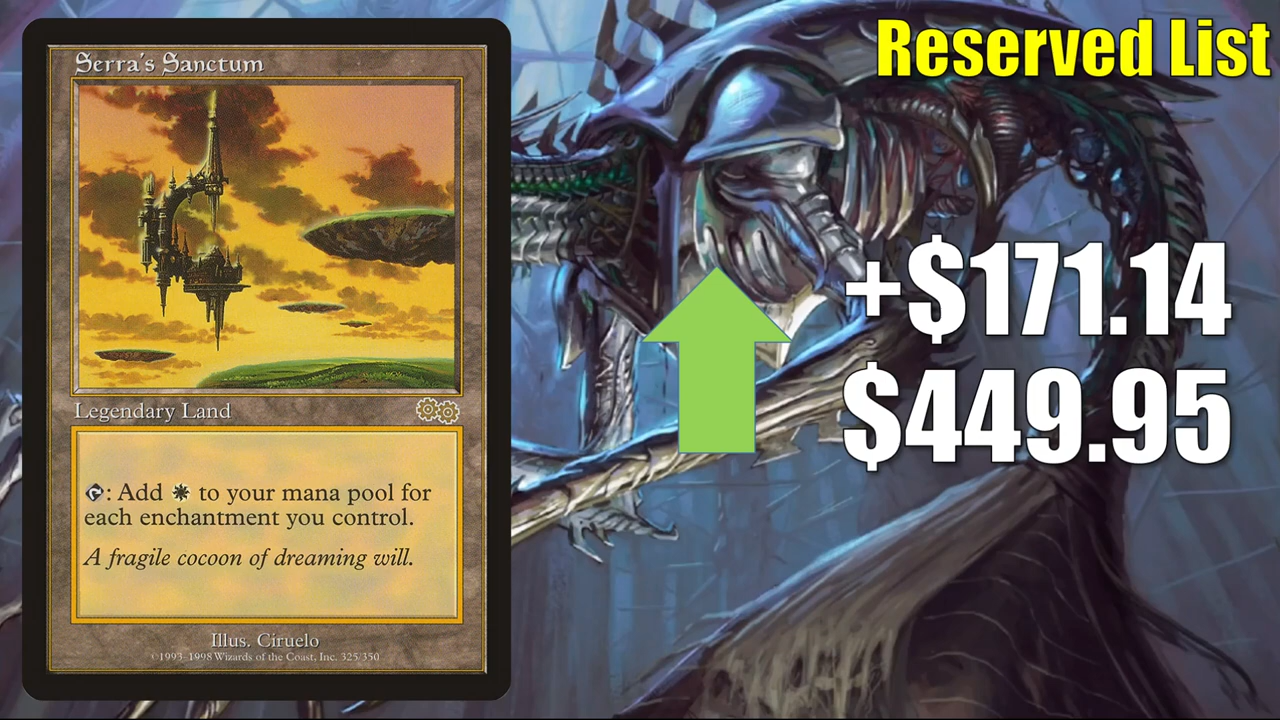 Serra's Sanctum
Legendary Land
: Add to your mana pool for
each enchantment you control.
A fragile cocoon of dreaming will.
Illus. Ciruelo
©1993–1998 Wizards of the Coast, Inc. 325/350
Reserved List
+$171.14
$449.95